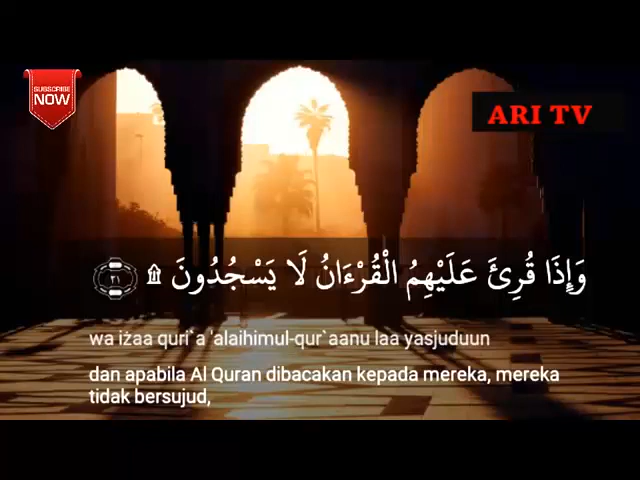 SUBSCRIBE
NOW
ARI TV
وَإِذَا قُرِئَ عَلَيْهِمُ الْقُرْءَانُ لَا يَسْجُدُونَ ۩ ٢١
wa iżaa quri`a 'alaihimul-qur`aanu laa yasjuduun
dan apabila Al Quran dibacakan kepada mereka, mereka
tidak bersujud,